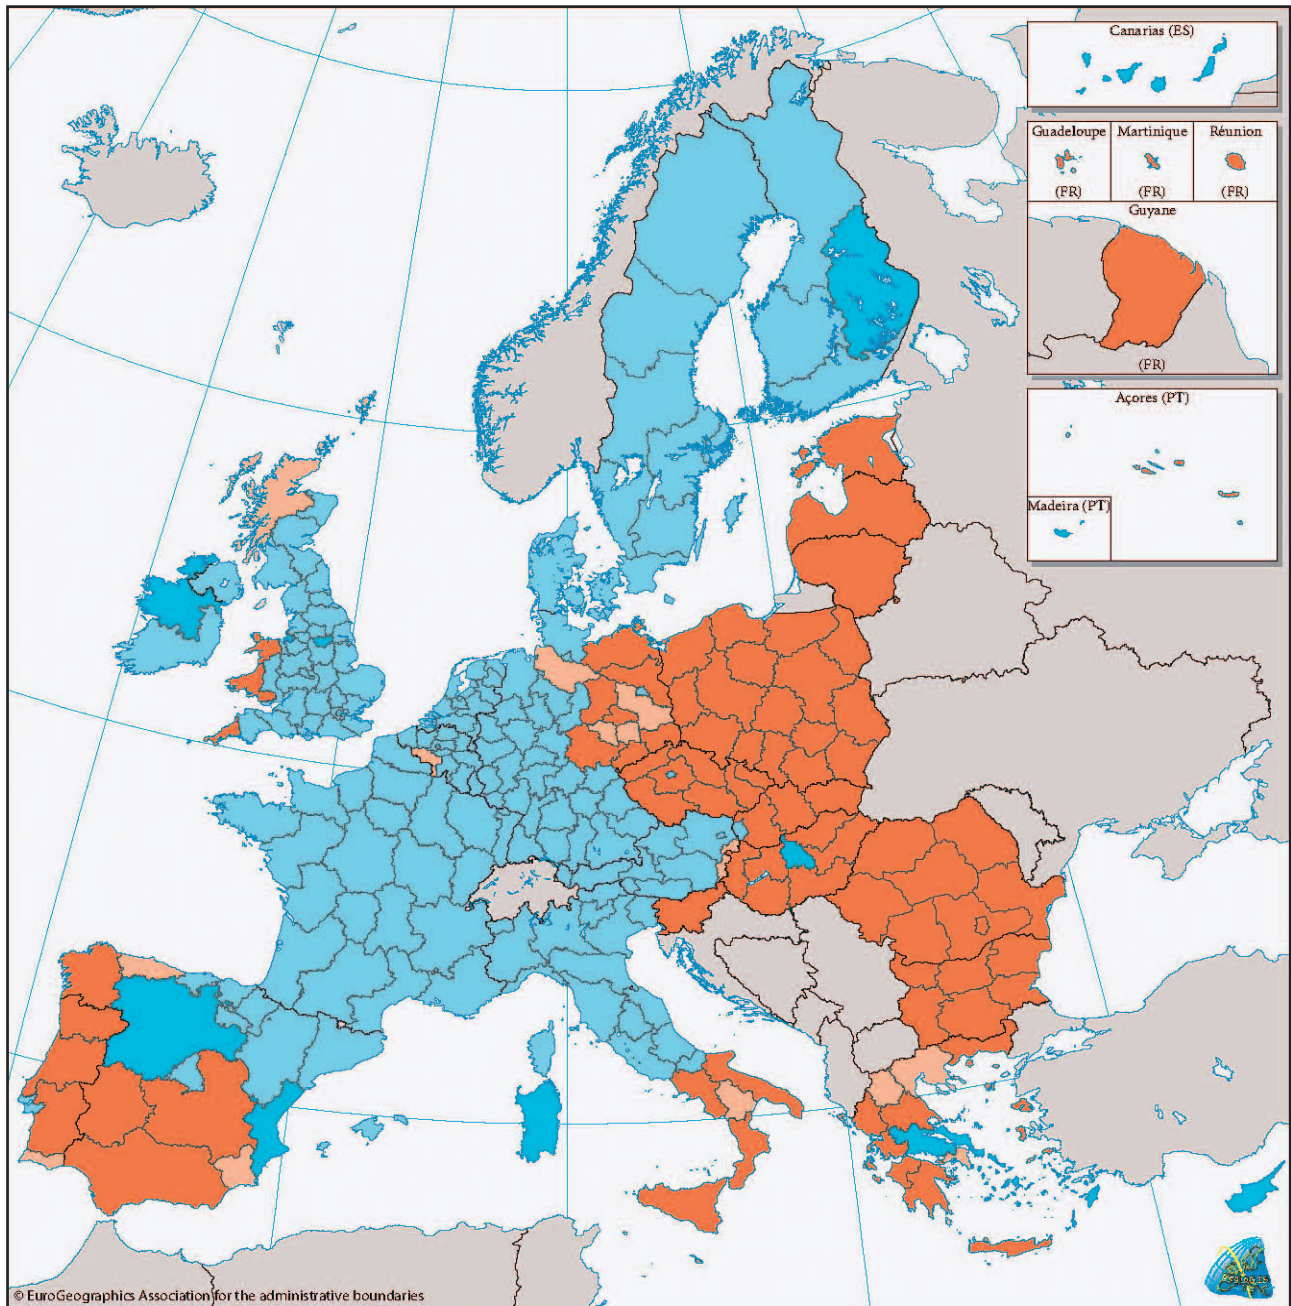 Canarias (ES)
Guadeloupe
Martinique
Réunion
(FR)
(FR)
(FR)
Guyane
(FR)
Açores (PT)
Madeira (PT)
© EuroGeographics Association for the administrative boundaries